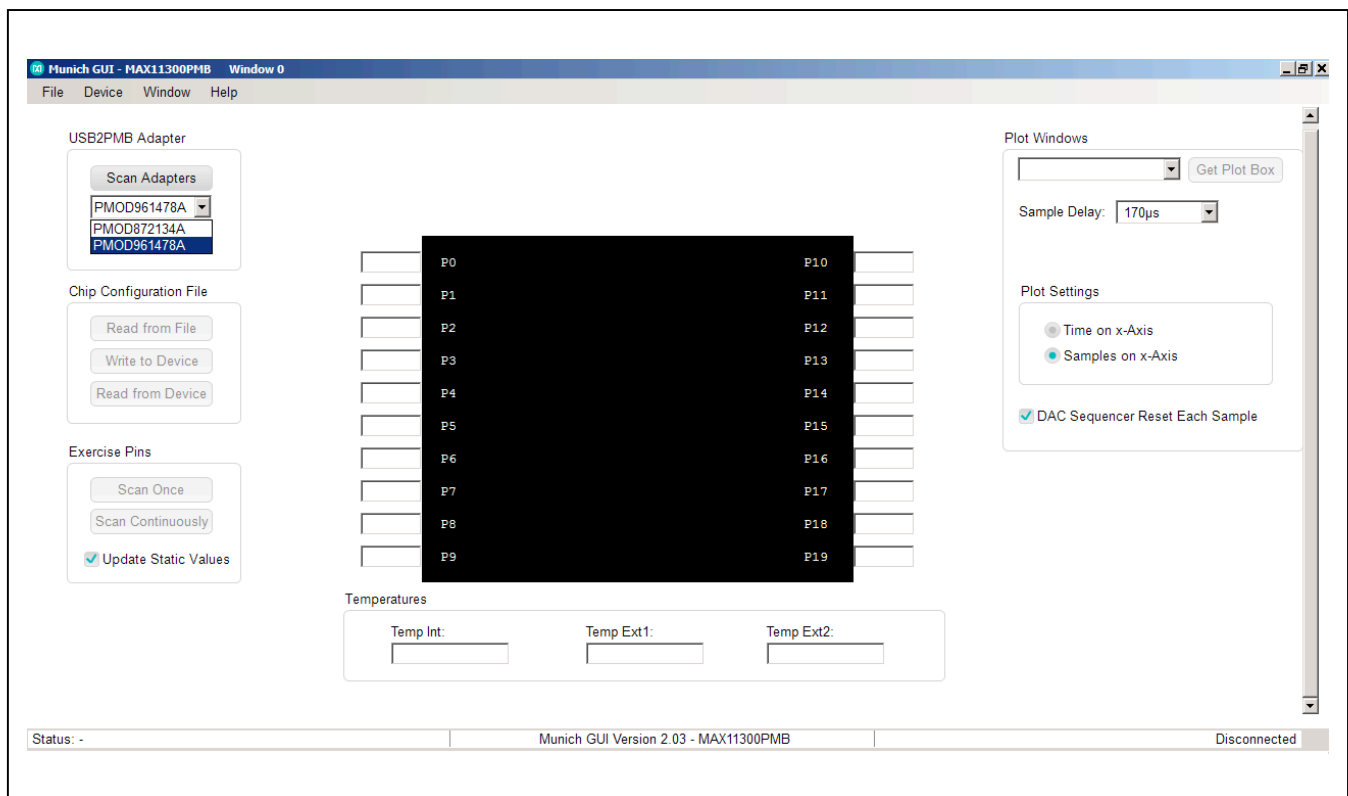 Munich GUI - MAX11300PMB Window 0
File Device Window Help
USB2PMB Adapter
Scan Adapters
PMOD961478A
PMOD872134A
PMOD961478A
Chip Configuration File
Read from File
Write to Device
Read from Device
Exercise Pins
Scan Once
Scan Continuously
Update Static Values
P0 P10
P1 P11
P2 P12
P3 P13
P4 P14
P5 P15
P6 P16
P7 P17
P8 P18
P9 P19
Temperatures
Temp Int: Temp Ext1: Temp Ext2:
Plot Windows
Get Plot Box
Sample Delay: 170µs
Plot Settings
Time on x-Axis
Samples on x-Axis
DAC Sequencer Reset Each Sample
Status: - Munich GUI Version 2.03 - MAX11300PMB Disconnected